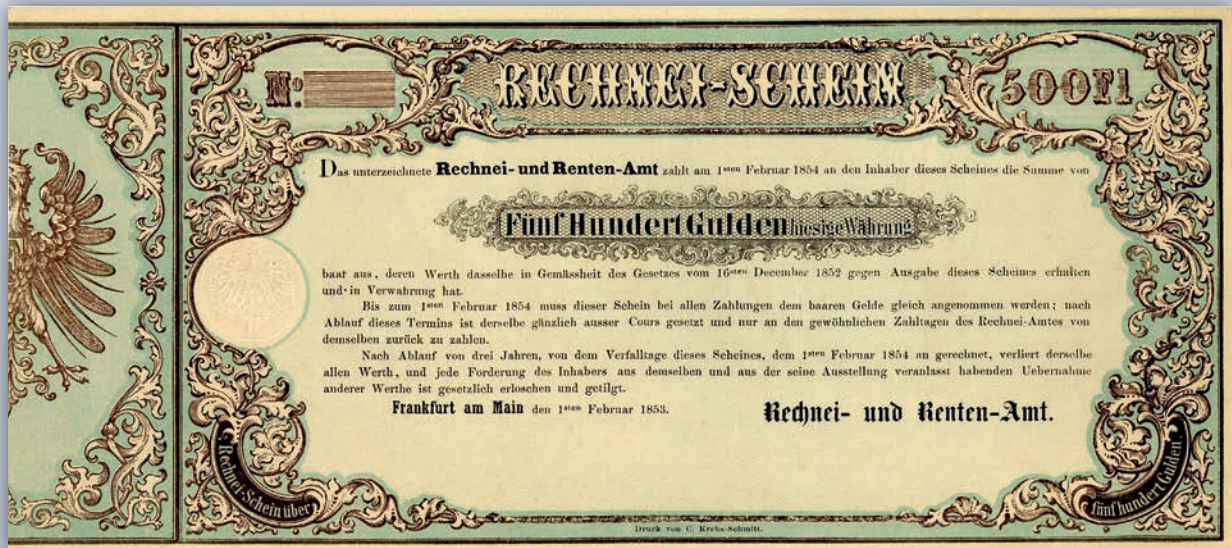 No.
RECHNEI-SCHEIN
500Fl
Das unterzeichnete Rechnei- und Renten-Amt zahlt am 1sten Februar 1854 an den Inhaber dieses Scheines die Summe von
Fünf Hundert Gulden hiesige Währung
baar aus, deren Werth dasselbe in Gemässheit des Gesetzes vom 16sten December 1852 gegen Ausgabe dieses Scheines erhalten
und in Verwahrung hat.
Bis zum 1sten Februar 1854 muss dieser Schein bei allen Zahlungen dem baaren Gelde gleich angenommen werden; nach
Ablauf dieses Termins ist derselbe gänzlich ausser Cours gesetzt und nur an den gewöhnlichen Zahltagen des Rechnei-Amtes von
demselben zurück zu zahlen.
Nach Ablauf von drei Jahren, von dem Verfalltage dieses Scheines, dem 1sten Februar 1854 an gerechnet, verliert derselbe
allen Werth, und jede Forderung des Inhabers aus demselben und aus der seine Ausstellung veranlasst habenden Uebernahme
anderer Werthe ist gesetzlich erloschen und getilgt.
Frankfurt am Main den 1sten Februar 1853.
Rechnei- und Renten-Amt.
Rechnei-Schein über
fünfhundert Gulden.
Druck von C. Krebs-Schmitt.